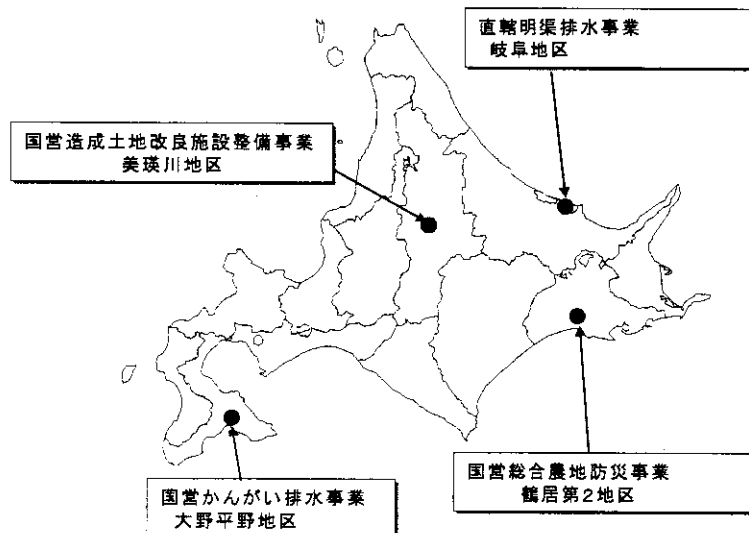 直轄明渠排水事業
岐阜地区
国営造成土地改良施設整備事業
美瑛川地区
国営総合農地防災事業
鶴居第2地区
国営かんがい排水事業
大野平野地区